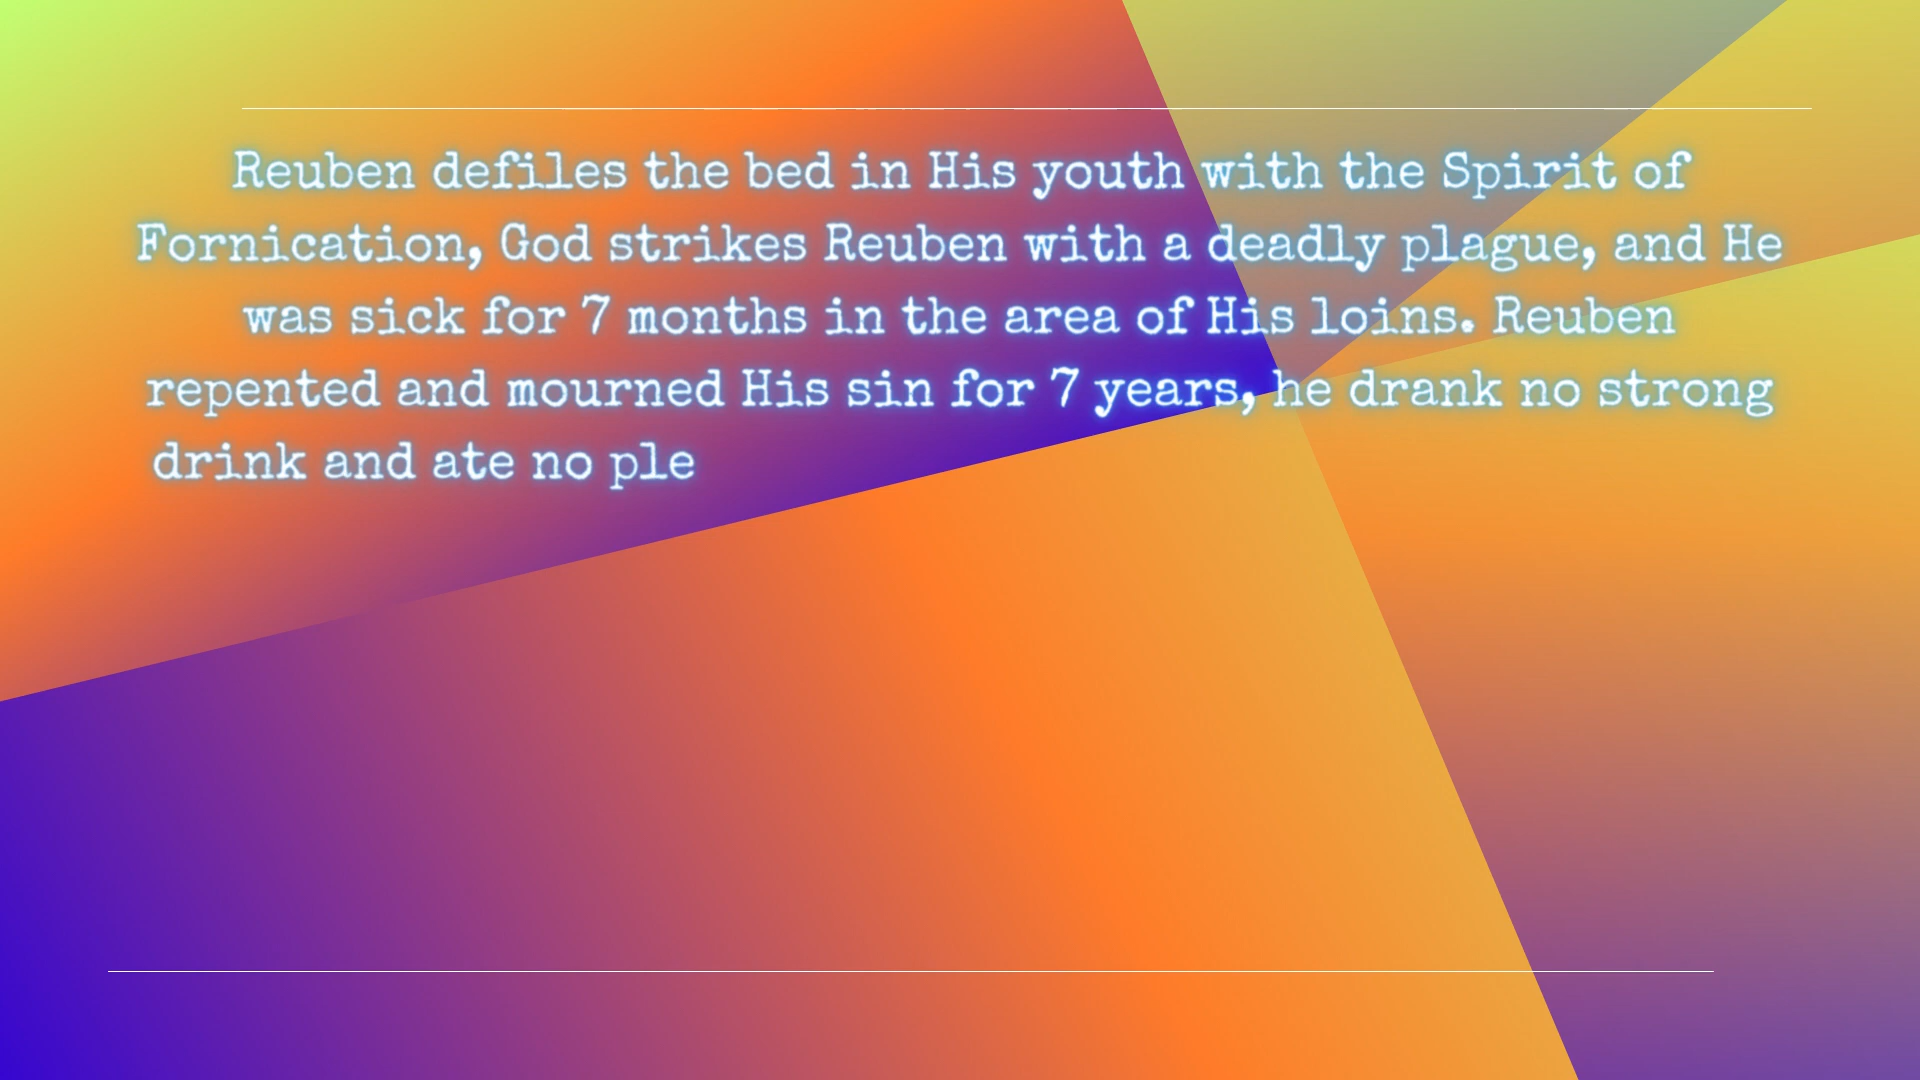 Reuben defiles the bed in His youth with the Spirit of
Fornication, God strikes Reuben with a deadly plague, and He
was sick for 7 months in the area of His loins. Reuben
repented and mourned His sin for 7 years, he drank no strong
drink and ate no ple